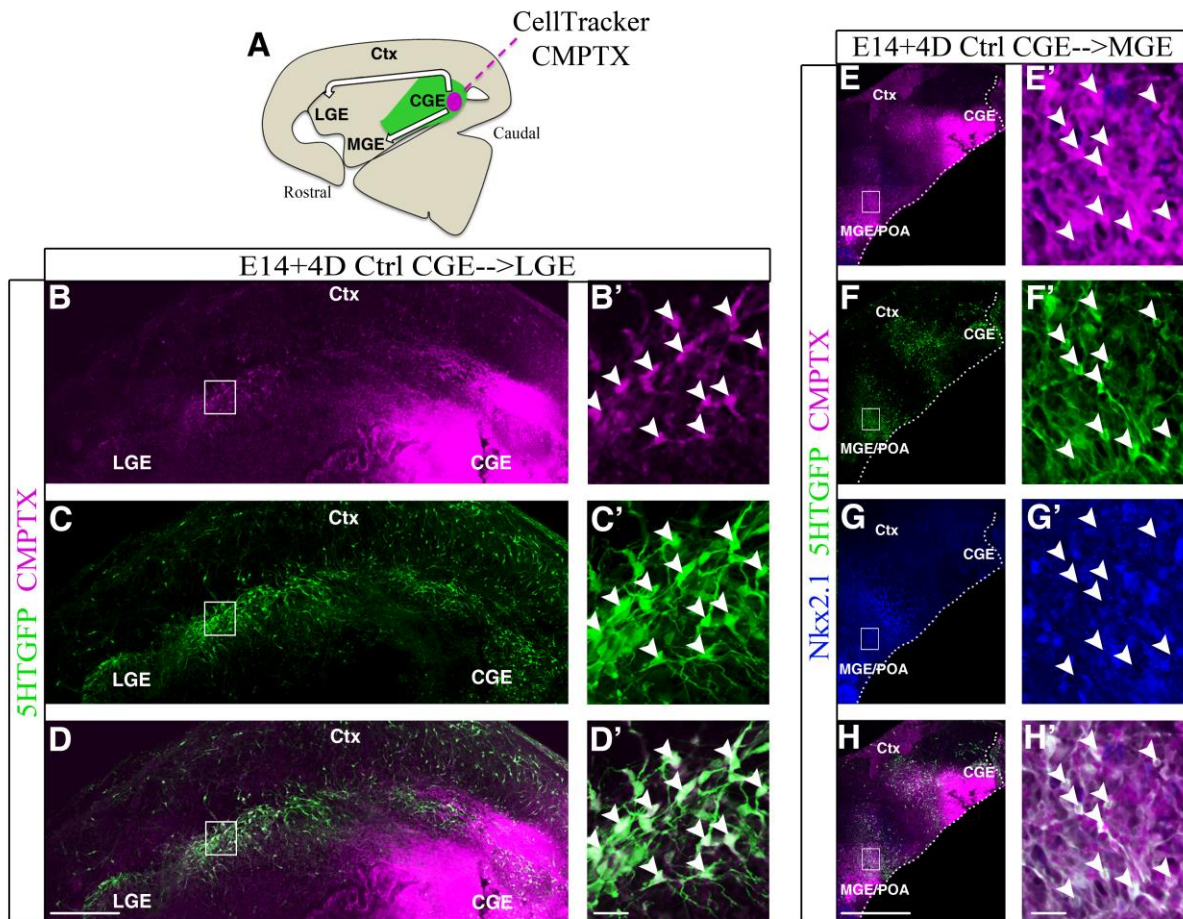 A
CellTracker
CMPTX
Ctx
CGE
LGE
MGE
Caudal
Rostral
E14+4D Ctrl CGE-->LGE
5HTGFP CMPTX
B
Ctx
LGE
CGE
B’
C
Ctx
LGE
CGE
C’
D
Ctx
LGE
CGE
D’
E14+4D Ctrl CGE-->MGE
Nkx2.1 5HTGFP CMPTX
E
Ctx
CGE
MGE/POA
E’
F
Ctx
CGE
MGE/POA
F’
G
Ctx
CGE
MGE/POA
G’
H
Ctx
CGE
MGE/POA
H’